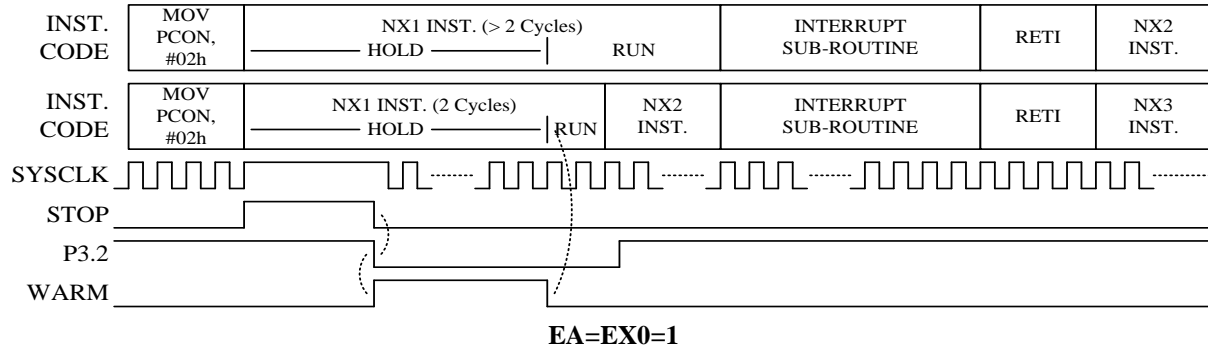 INST.
CODE
MOV
PCON,
#02h
NX1 INST. (> 2 Cycles)
HOLD
RUN
INTERRUPT
SUB-ROUTINE
RETI
NX2
INST.
INST.
CODE
MOV
PCON,
#02h
NX1 INST. (2 Cycles)
HOLD
RUN
NX2
INST.
INTERRUPT
SUB-ROUTINE
RETI
NX3
INST.
SYSCLK
STOP
P3.2
WARM
EA=EX0=1